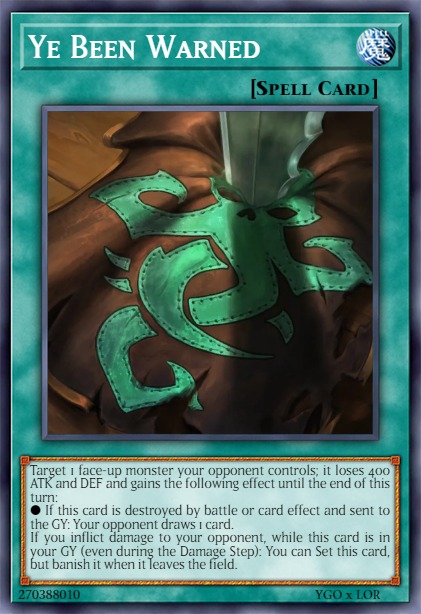 Ye Been Warned
魔
[Spell Card]
Target 1 face-up monster your opponent controls; it loses 400
ATK and DEF and gains the following effect until the end of this
turn:
● If this card is destroyed by battle or card effect and sent to
the GY: Your opponent draws 1 card.
If you inflict damage to your opponent, while this card is in
your GY (even during the Damage Step): You can Set this card,
but banish it when it leaves the field.
270388010
YGO x LOR